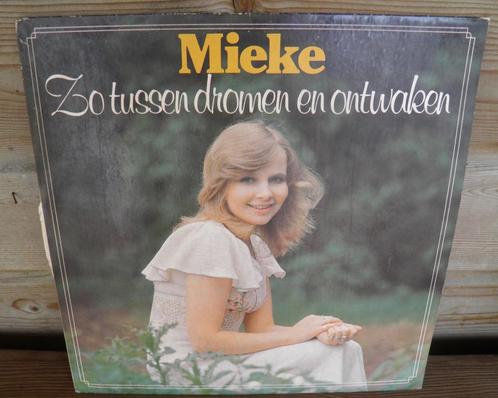 Mieke
Zo tussen dromen en ontwaken